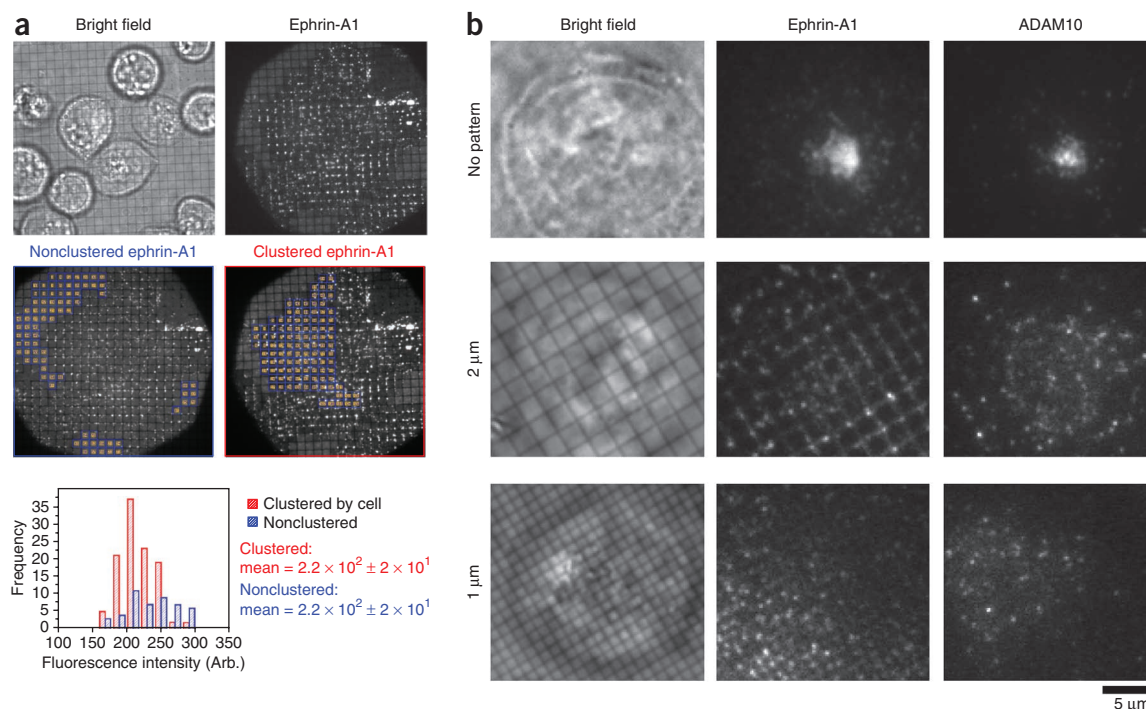 a
Bright field
Ephrin-A1
Nonclustered ephrin-A1
Clustered ephrin-A1
Frequency
35
30
25
20
15
10
5
0
100 150 200 250 300 350
Fluorescence intensity (Arb.)
Clustered by cell
Nonclustered
Clustered:
mean = 2.2 × 10² ± 2 × 10¹
Nonclustered:
mean = 2.2 × 10² ± 2 × 10¹
b
Bright field
Ephrin-A1
ADAM10
No pattern
2 μm
1 μm
5 μm